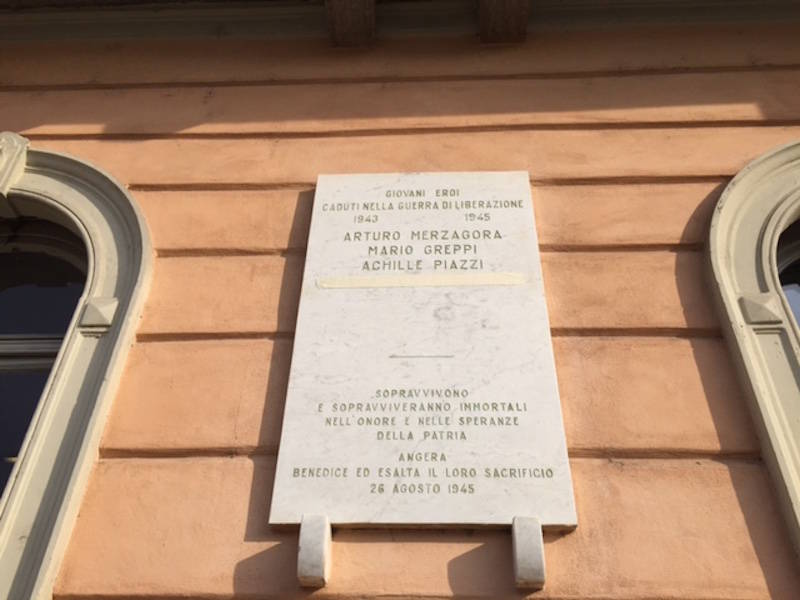 GIOVANI EROI
CADUTI NELLA GUERRA DI LIBERAZIONE
1943 1945
ARTURO MERZAGORA
MARIO GREPPI
ACHILLE PIAZZI
SOPRAVVIVONO
E SOPRAVVIVERANNO IMMORTALI
NELL'ONORE E NELLE SPERANZE
DELLA PATRIA
ANGERA
BENEDICE ED ESALTA IL LORO SACRIFICIO
26 AGOSTO 1945